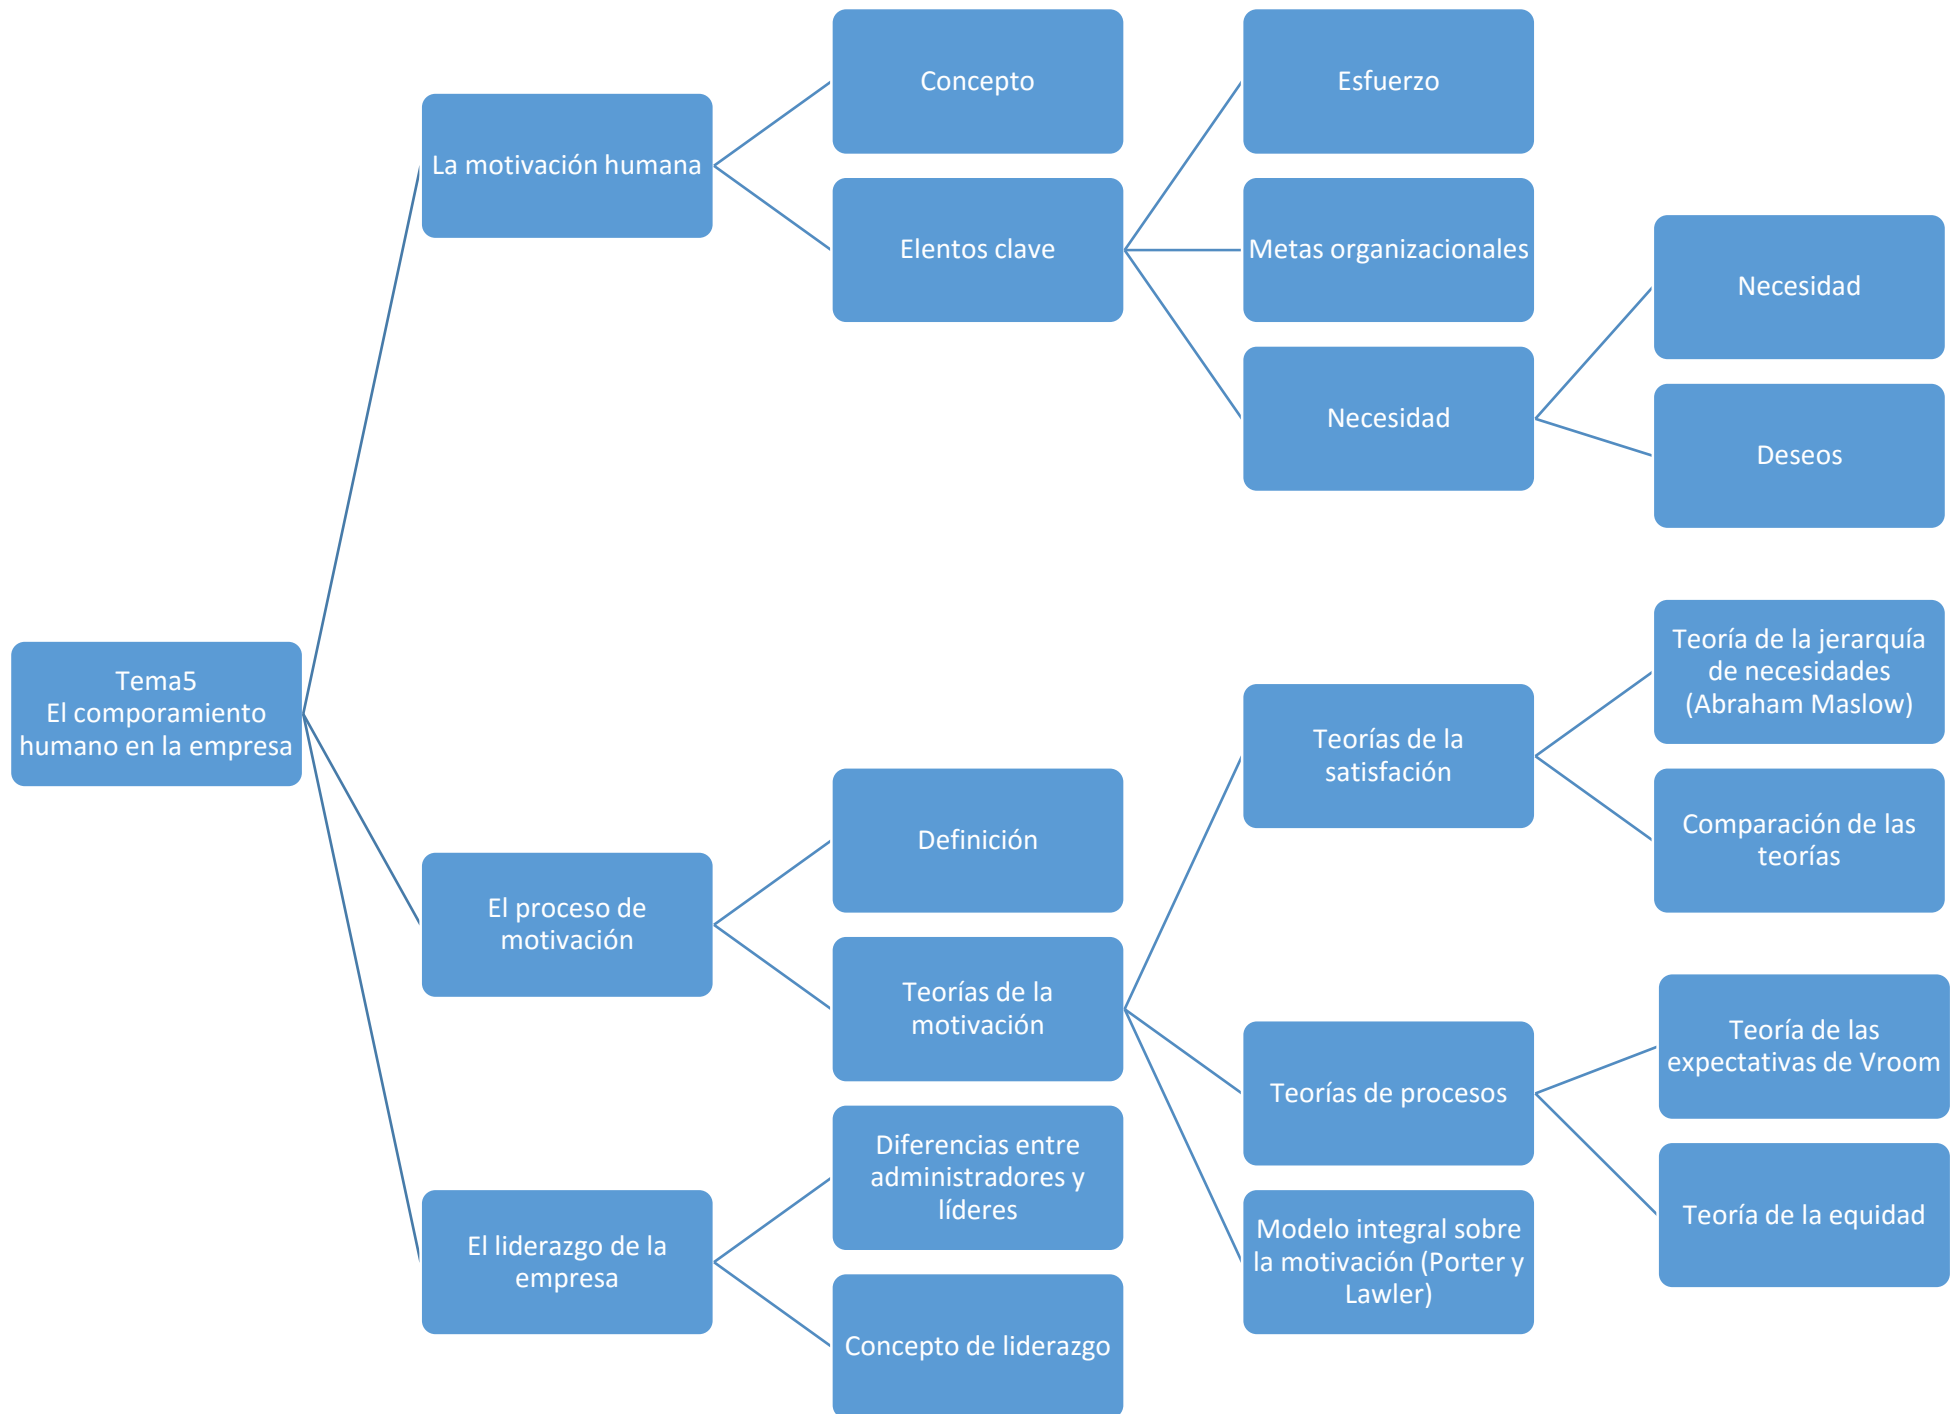 Tema5
El comporamiento
humano en la empresa
La motivación humana
Concepto
Elentos clave
Esfuerzo
Metas organizacionales
Necesidad
Necesidad
Deseos
El proceso de
motivación
Definición
Teorías de la
motivación
Teorías de la
satisfación
Teoría de la jerarquía
de necesidades
(Abraham Maslow)
Comparación de las
teorías
Teorías de procesos
Teoría de las
expectativas de Vroom
Teoría de la equidad
Modelo integral sobre
la motivación (Porter y
Lawler)
El liderazgo de la
empresa
Diferencias entre
administradores y
líderes
Concepto de liderazgo